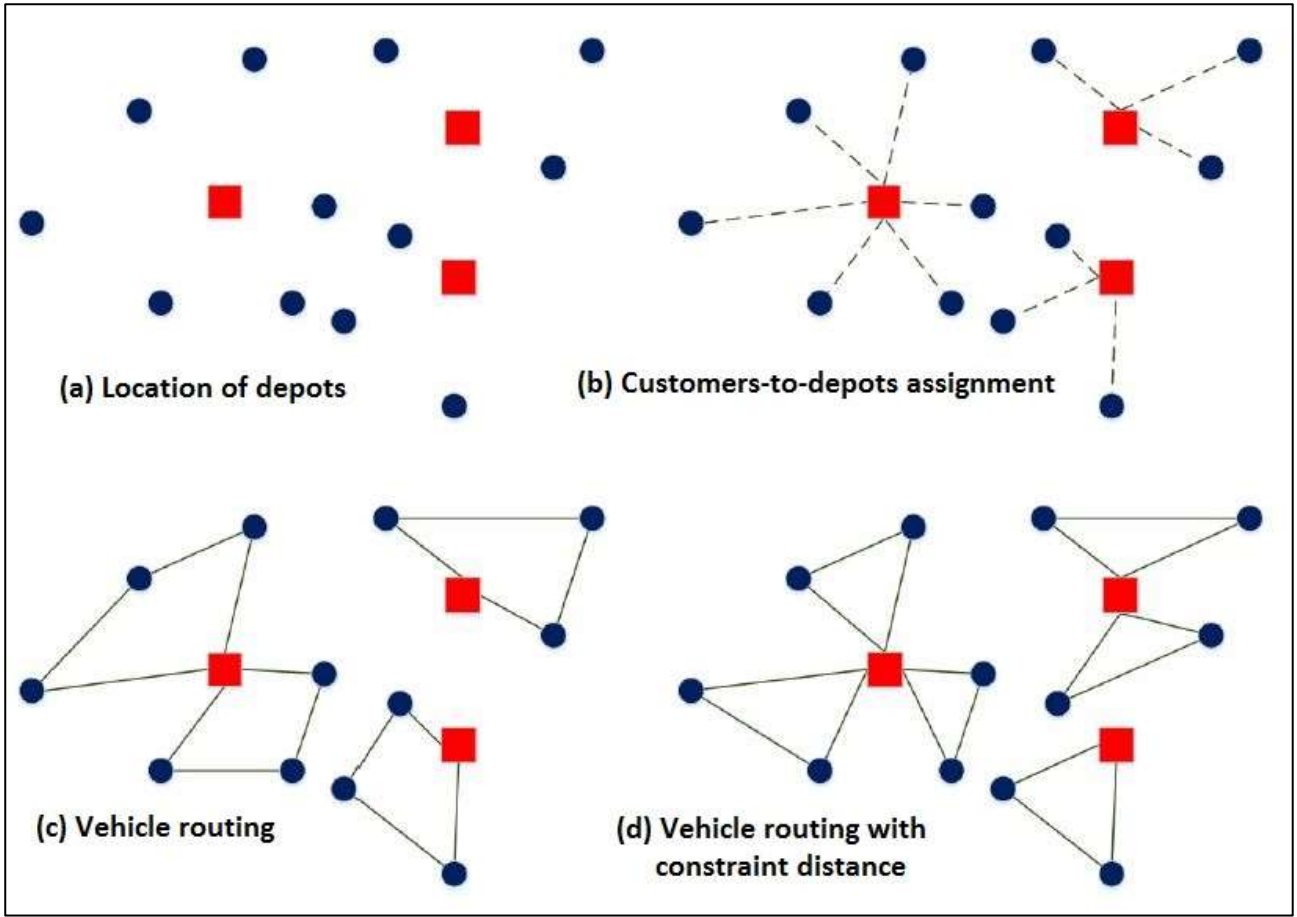 (a) Location of depots
(b) Customers-to-depots assignment
(c) Vehicle routing
(d) Vehicle routing with
constraint distance